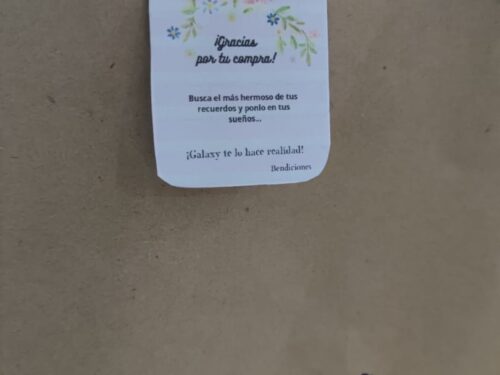 ¡Gracias
por tu compra!
Busca el más hermoso de tus
recuerdos y ponlo en tus
sueños...
¡Galaxy te lo hace realidad!
Bendiciones